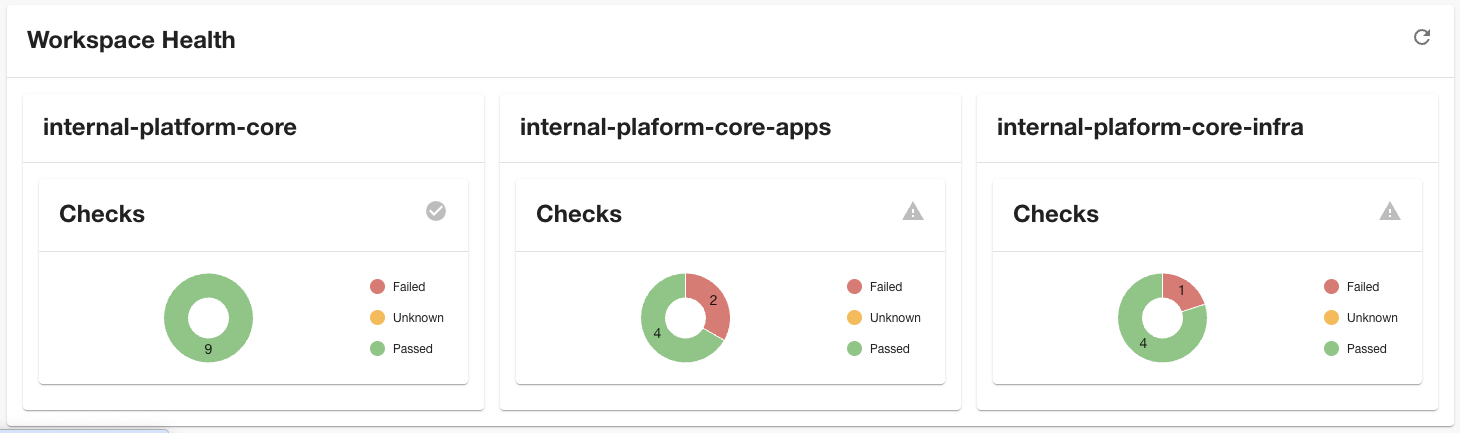 Workspace Health
internal-platform-core
Checks
9
Failed
Unknown
Passed
internal-plaform-core-apps
Checks
2
4
Failed
Unknown
Passed
internal-plaform-core-infra
Checks
1
4
Failed
Unknown
Passed